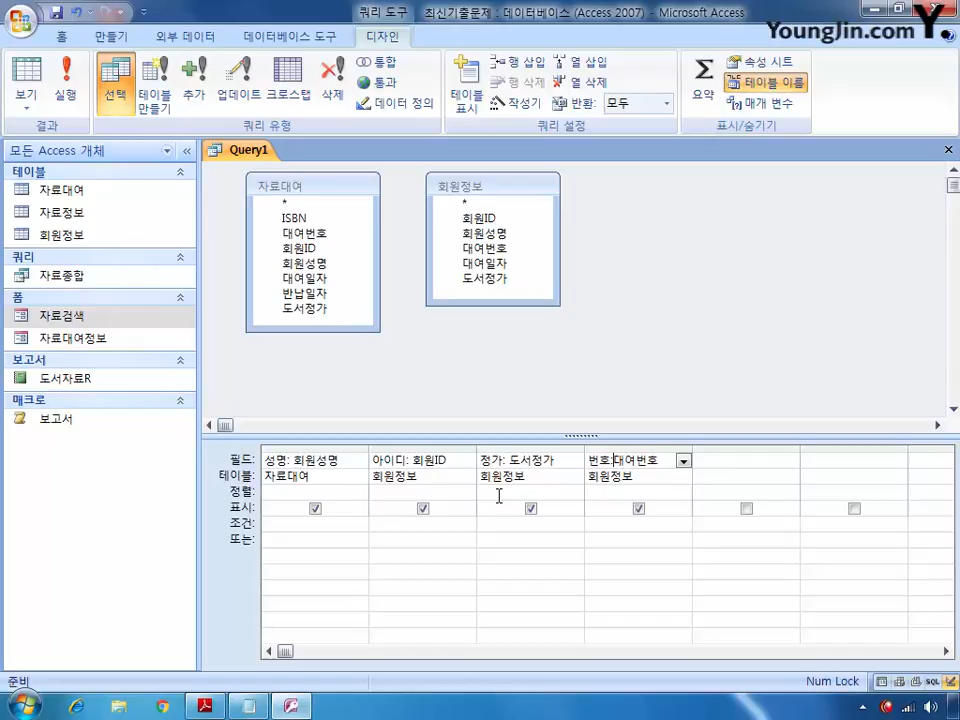 쿼리 도구
최신기출문제 : 데이터베이스 (Access 2007) - Microsoft Access
YoungJin.com Y.
홈 만들기 외부 데이터 데이터베이스 도구 디자인
보기 실행 선택 테이블 만들기 추가 업데이트 크로스탭 삭제
통합
통과
데이터 정의
테이블 표시
행 삽입
행 삭제
작성기
열 삽입
열 삭제
반환: 모두
요약
속성 시트
테이블 이름
매개 변수
결과 쿼리 유형 쿼리 설정 표시/숨기기
모든 Access 개체
테이블
자료대여
자료정보
회원정보
쿼리
자료종합
폼
자료검색
자료대여정보
보고서
도서자료R
매크로
보고서
Query1
자료대여
*
ISBN
대여번호
회원ID
회원성명
대여일자
반납일자
도서정가
회원정보
*
회원ID
회원성명
대여번호
대여일자
도서정가
필드: 성명: 회원성명 아이디: 회원ID 정가: 도서정가 번호:대여번호
테이블: 자료대여 회원정보 회원정보 회원정보
정렬:
표시:
조건:
또는:
준비
Num Lock
SQL